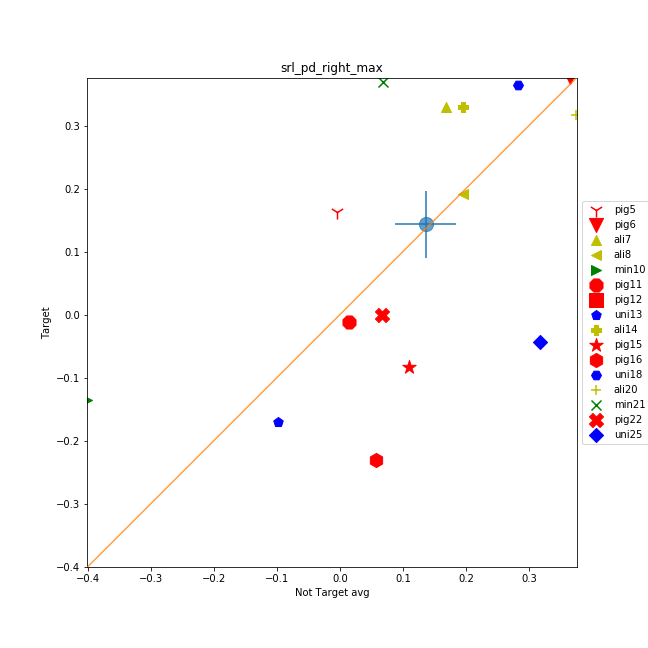 srl_pd_right_max
Target
0.3
0.2
0.1
0.0
−0.1
−0.2
−0.3
−0.4
−0.4
−0.3
−0.2
−0.1
0.0
0.1
0.2
0.3
Not Target avg
pig5
pig6
ali7
ali8
min10
pig11
pig12
uni13
ali14
pig15
pig16
uni18
ali20
min21
pig22
uni25